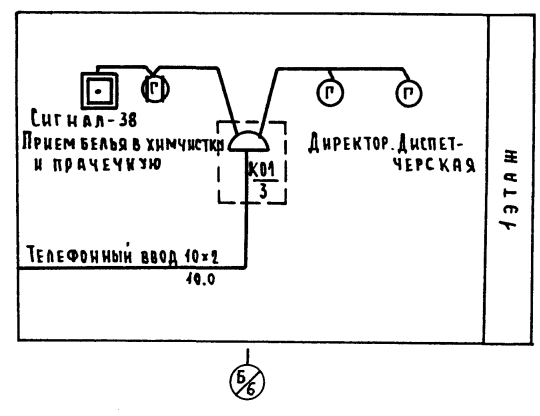 Г
Г
Г
Сигнал-38
Прием белья в химчистку
и прачечную
Директор. Диспет-
черская
К01
3
1 этаж
Телефонный ввод 10×2
10.0
Б/6